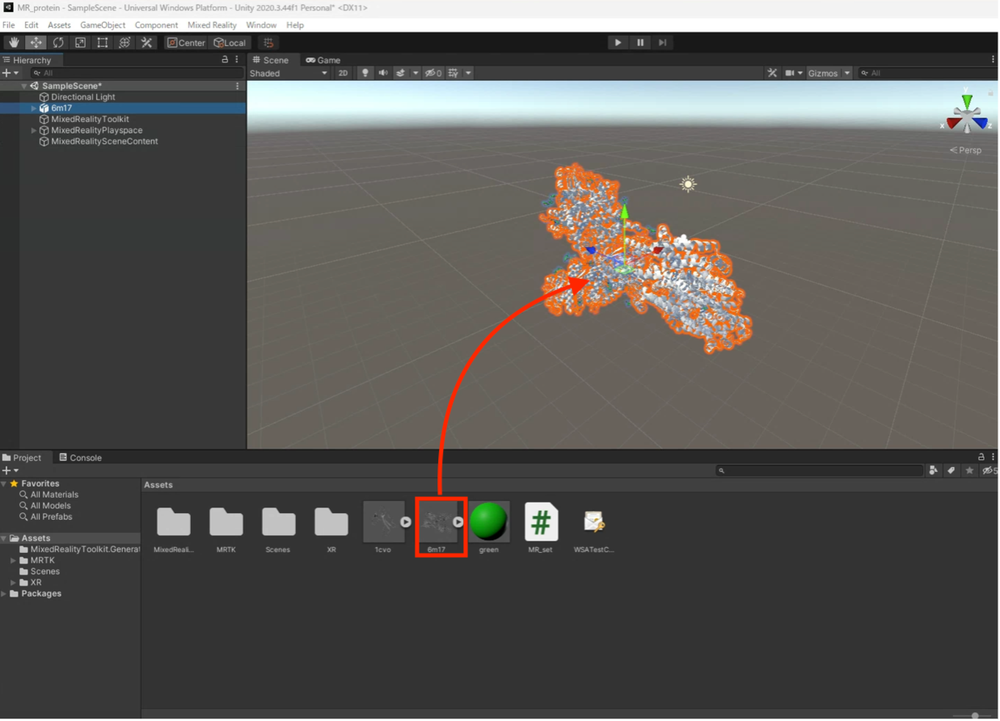 MR_protein - SampleScene - Universal Windows Platform - Unity 2020.3.44f1 Personal* <DX11>
File Edit Assets GameObject Component Mixed Reality Window Help
Center Local
Hierarchy
All
SampleScene*
Directional Light
6m17
MixedRealityToolkit
MixedRealityPlayspace
MixedRealitySceneContent
Scene Game
Shaded 2D 0 Gizmos All
y
x z
Persp
Project Console
5
Favorites
All Materials
All Models
All Prefabs
Assets
MixedRealityToolkit.Generat
MRTK
Scenes
XR
Packages
Assets
MixedReali... MRTK Scenes XR 1cvo 6m17 green MR_set WSATestC...
#